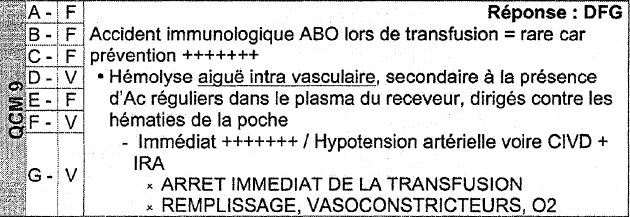 QCM 9
A - F
B - F
C - F
D - V
E - F
F - V
G - V
Réponse : DFG
Accident immunologique ABO lors de transfusion = rare car
prévention +++++++
• Hémolyse aiguë intra vasculaire, secondaire à la présence
d'Ac réguliers dans le plasma du receveur, dirigés contre les
hématies de la poche
- Immédiat +++++++ / Hypotension artérielle voire CIVD +
IRA
× ARRET IMMEDIAT DE LA TRANSFUSION
× REMPLISSAGE, VASOCONSTRICTEURS, O2